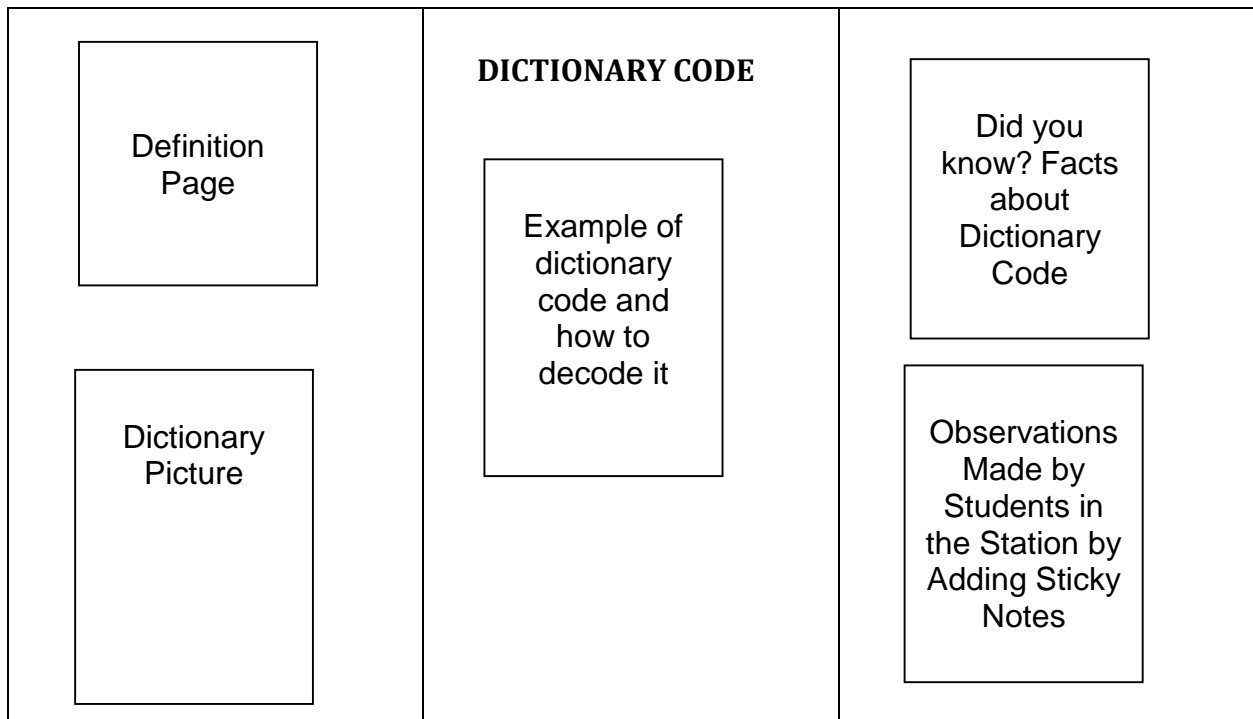 Definition
Page
Dictionary
Picture
DICTIONARY CODE
Example of
dictionary
code and
how to
decode it
Did you
know? Facts
about
Dictionary
Code
Observations
Made by
Students in
the Station by
Adding Sticky
Notes